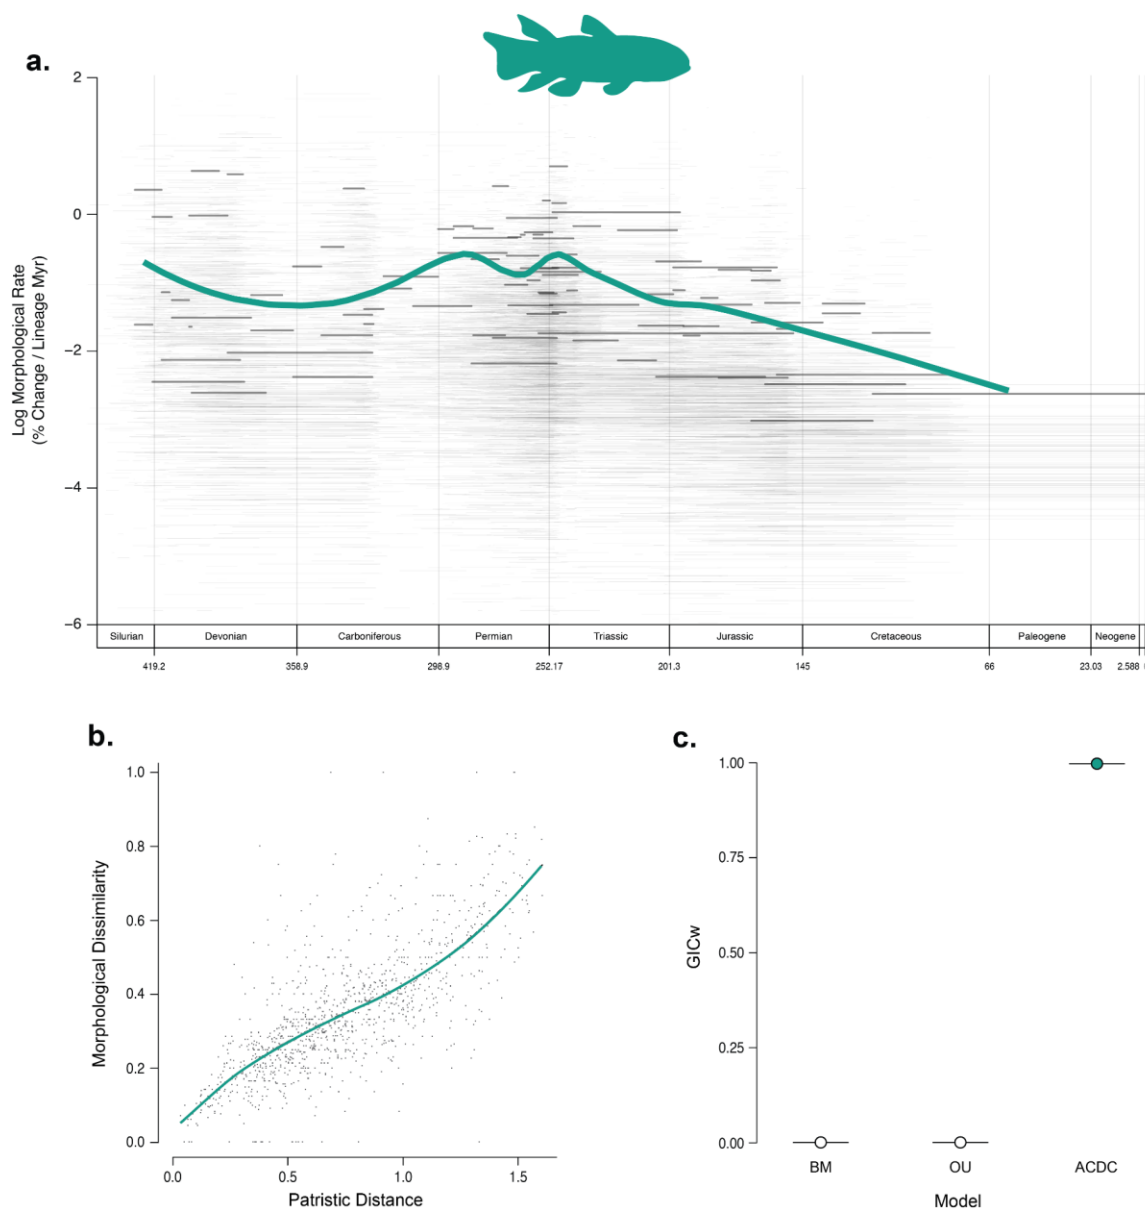 a.
2
0
−2
−4
−6
Log Morphological Rate
(% Change / Lineage Myr)
Silurian Devonian Carboniferous Permian Triassic Jurassic Cretaceous Paleogene Neogene
419.2 358.9 298.9 252.17 201.3 145 66 23.03 2.588
b.
1.0
0.8
0.6
0.4
0.2
0.0
Morphological Dissimilarity
0.0 0.5 1.0 1.5
Patristic Distance
c.
1.00
0.75
0.50
0.25
0.00
GICw
BM OU ACDC
Model